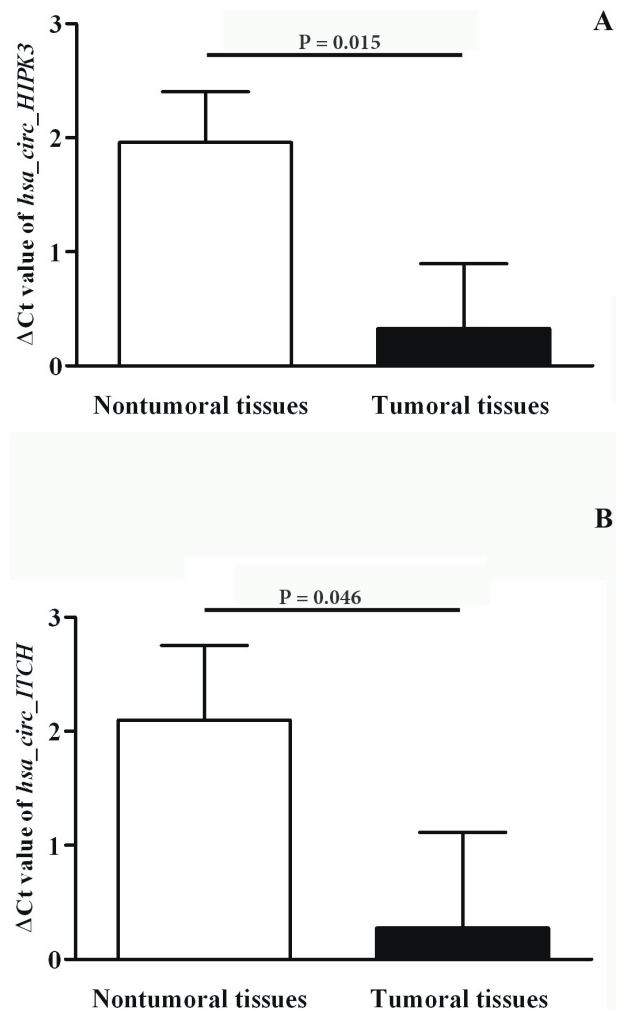 A
P = 0.015
3
2
1
0
ΔCt value of hsa_circ_HIPK3
Nontumoral tissues
Tumoral tissues
B
P = 0.046
3
2
1
0
ΔCt value of hsa_circ_ITCH
Nontumoral tissues
Tumoral tissues